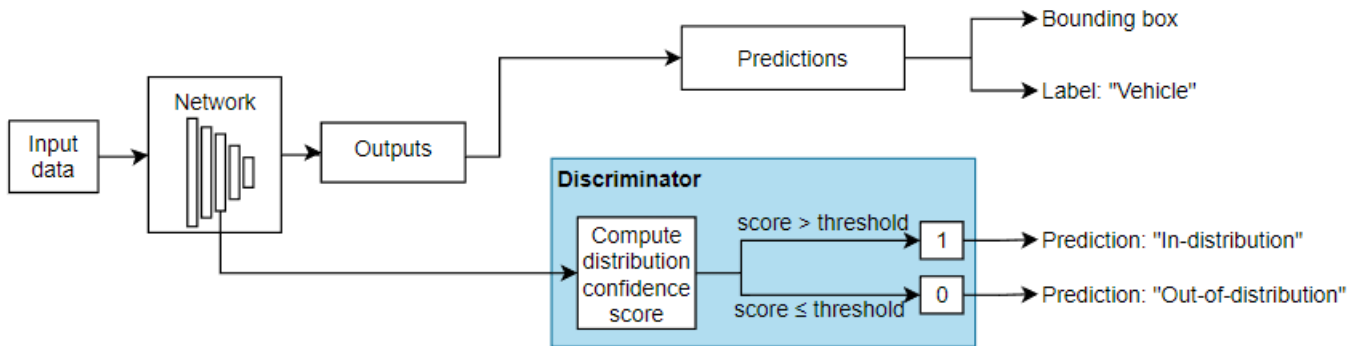 Bounding box
Predictions
Label: "Vehicle"
Network
Input
data
Outputs
Discriminator
Compute
distribution
confidence
score
score > threshold
1
Prediction: "In-distribution"
score ≤ threshold
0
Prediction: "Out-of-distribution"